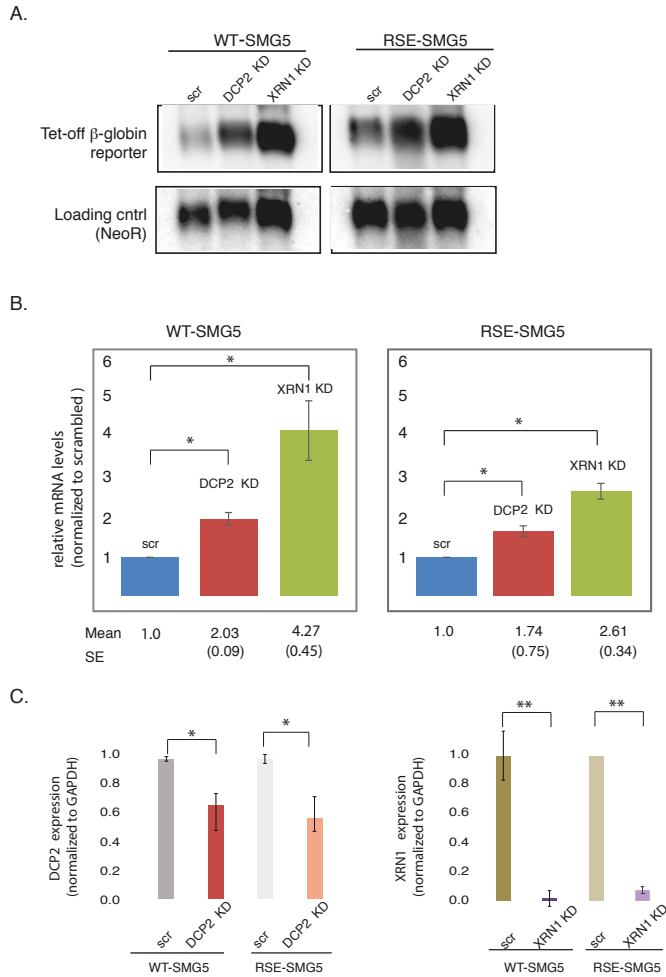 A.
WT-SMG5 RSE-SMG5
scr DCP2 KD XRN1 KD scr DCP2 KD XRN1 KD
Tet-off β-globin
reporter
Loading cntrl
(NeoR)
B.
WT-SMG5 RSE-SMG5
relative mRNA levels
(normalized to scrambled )
6 6
5 5
4 4
3 3
2 2
1 1
* * * *
scr DCP2 KD XRN1 KD scr DCP2 KD XRN1 KD
Mean 1.0 2.03 4.27 1.0 1.74 2.61
SE (0.09) (0.45) (0.75) (0.34)
C.
DCP2 expression
(normalized to GAPDH)
1.0
0.8
0.6
0.4
0.2
0.0
* *
scr DCP2 KD scr DCP2 KD
WT-SMG5 RSE-SMG5
XRN1 expression
(normalized to GAPDH)
1.0
0.8
0.6
0.4
0.2
0.0
** **
scr XRN1 KD scr XRN1 KD
WT-SMG5 RSE-SMG5